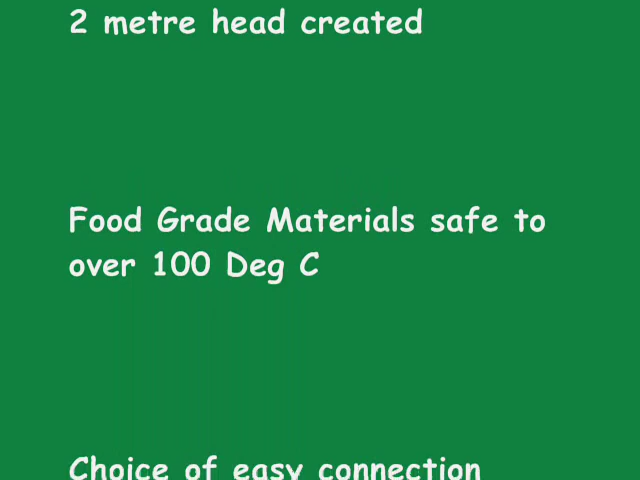 2 metre head created
Food Grade Materials safe to
over 100 Deg C
Choice of easy connection